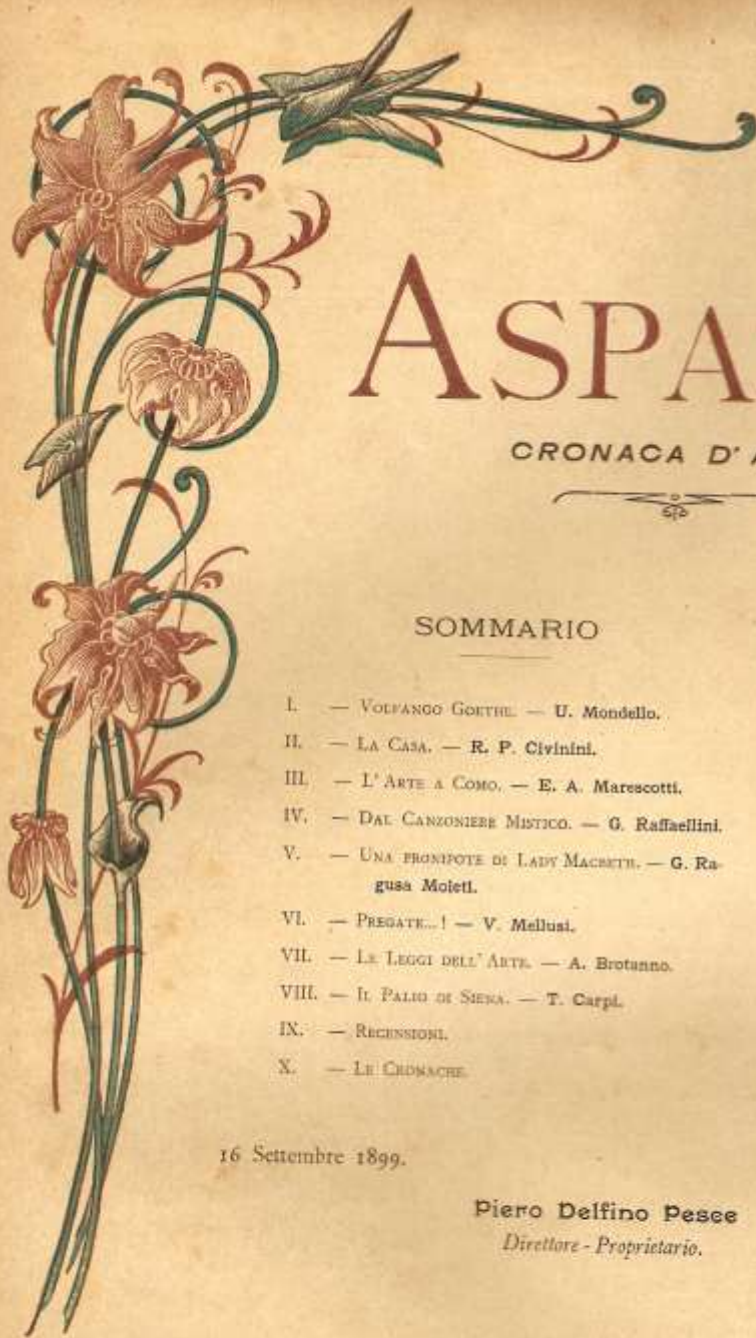 ASPA
CRONACA D' A
SOMMARIO
I. — VOLFANGO GOETHE. — U. Mondello.
II. — LA CASA. — R. P. Civinini.
III. — L' ARTE A COMO. — E. A. Marescotti.
IV. — DAL CANZONIERE MISTICO. — G. Raffaellini.
V. — UNA PRONIPOTE DI LADY MACBETH. — G. Ra-
gusa Moleti.
VI. — PREGATE...! — V. Mellusi.
VII. — LE LEGGI DELL' ARTE. — A. Brotanno.
VIII. — IL PALIO DI SIENA. — T. Carpi.
IX. — RECENSIONI.
X. — LE CRONACHE.
16 Settembre 1899.
Piero Delfino Pesce
Direttore - Proprietario.